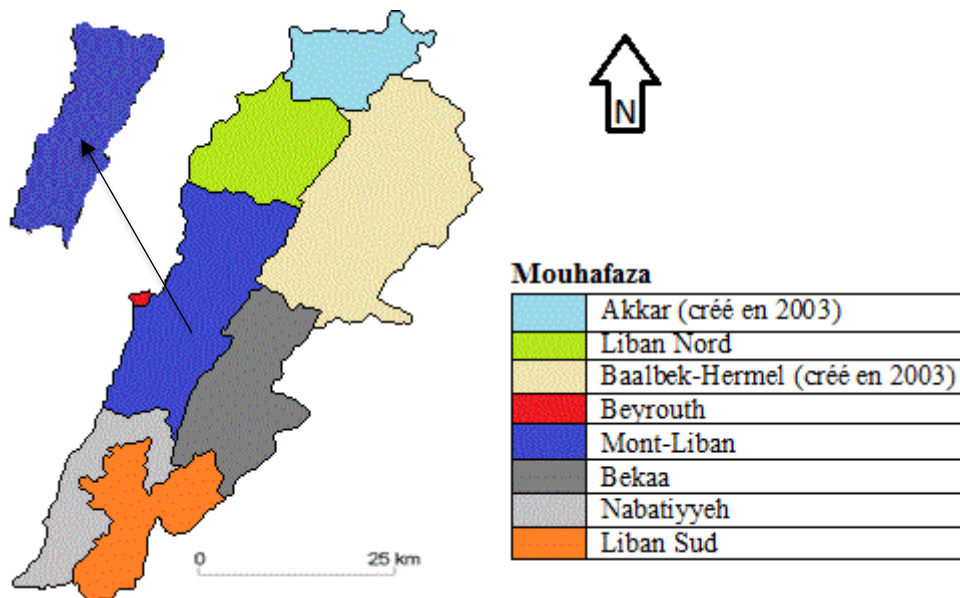 N
Mouhafaza
Akkar (créé en 2003)
Liban Nord
Baalbek-Hermel (créé en 2003)
Beyrouth
Mont-Liban
Bekaa
Nabatiyyeh
Liban Sud
0 25 km